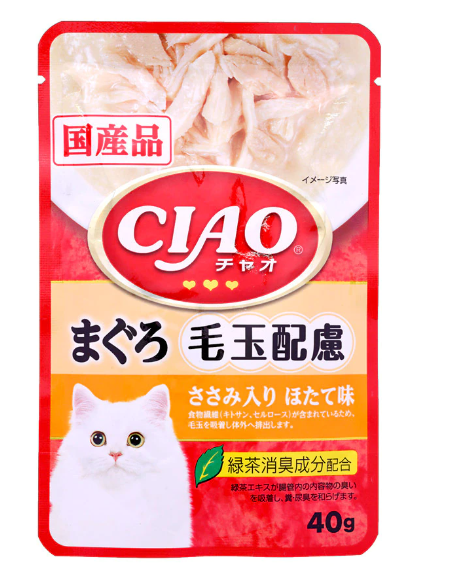 国産品
イメージ写真
CIAO®
チャオ
まぐろ 毛玉配慮
ささみ入り ほたて味
食物繊維(キトサン、セルロース)が含まれているため、
毛玉を吸着し体外へ排出します。
緑茶消臭成分配合
緑茶エキスが腸管内の内容物の臭い
を吸着し、糞・尿臭を和らげます。
40g